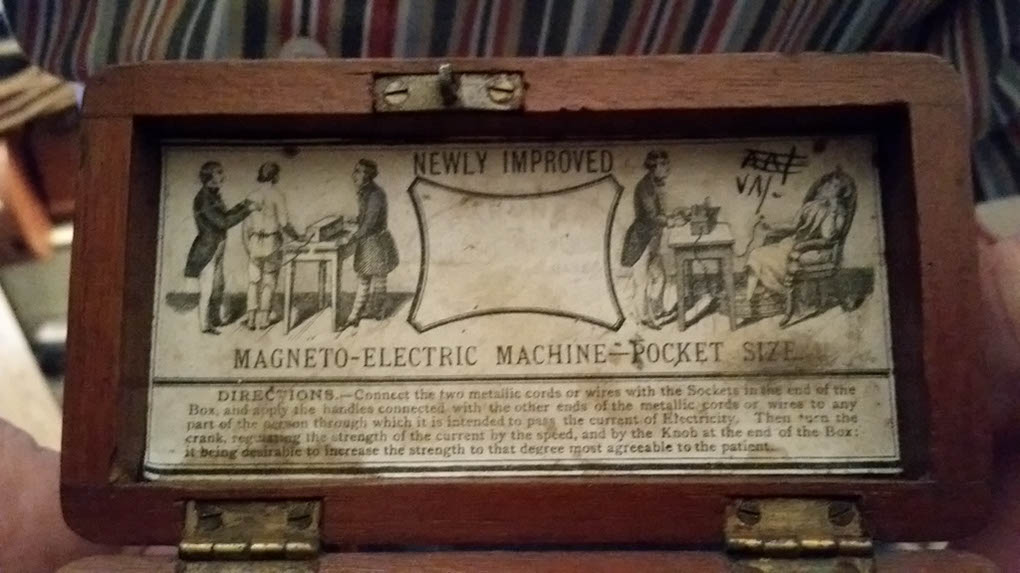 NEWLY IMPROVED
MAGNETO-ELECTRIC MACHINE—POCKET SIZE.
DIRECTIONS.—Connect the two metallic cords or wires with the Sockets in the end of the
Box, and apply the handles connected with the other ends of the metallic cords or wires to any
part of the person through which it is intended to pass the current of Electricity. Then turn the
crank, regulating the strength of the current by the speed, and by the Knob at the end of the Box;
it being desirable to increase the strength to that degree most agreeable to the patient.